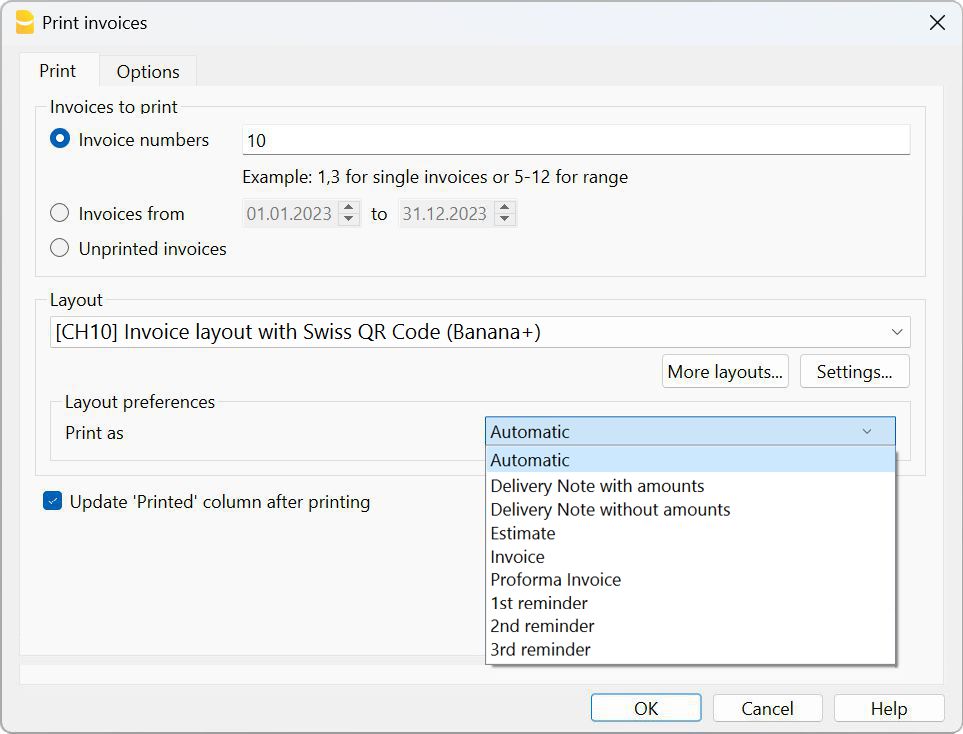 Print invoices
Print Options
Invoices to print
Invoice numbers 10
Example: 1,3 for single invoices or 5-12 for range
Invoices from 01.01.2023 to 31.12.2023
Unprinted invoices
Layout
[CH10] Invoice layout with Swiss QR Code (Banana+)
More layouts... Settings...
Layout preferences
Print as Automatic
Automatic
Delivery Note with amounts
Update 'Printed' column after printing
Delivery Note without amounts
Estimate
Invoice
Proforma Invoice
1st reminder
2nd reminder
3rd reminder
OK Cancel Help